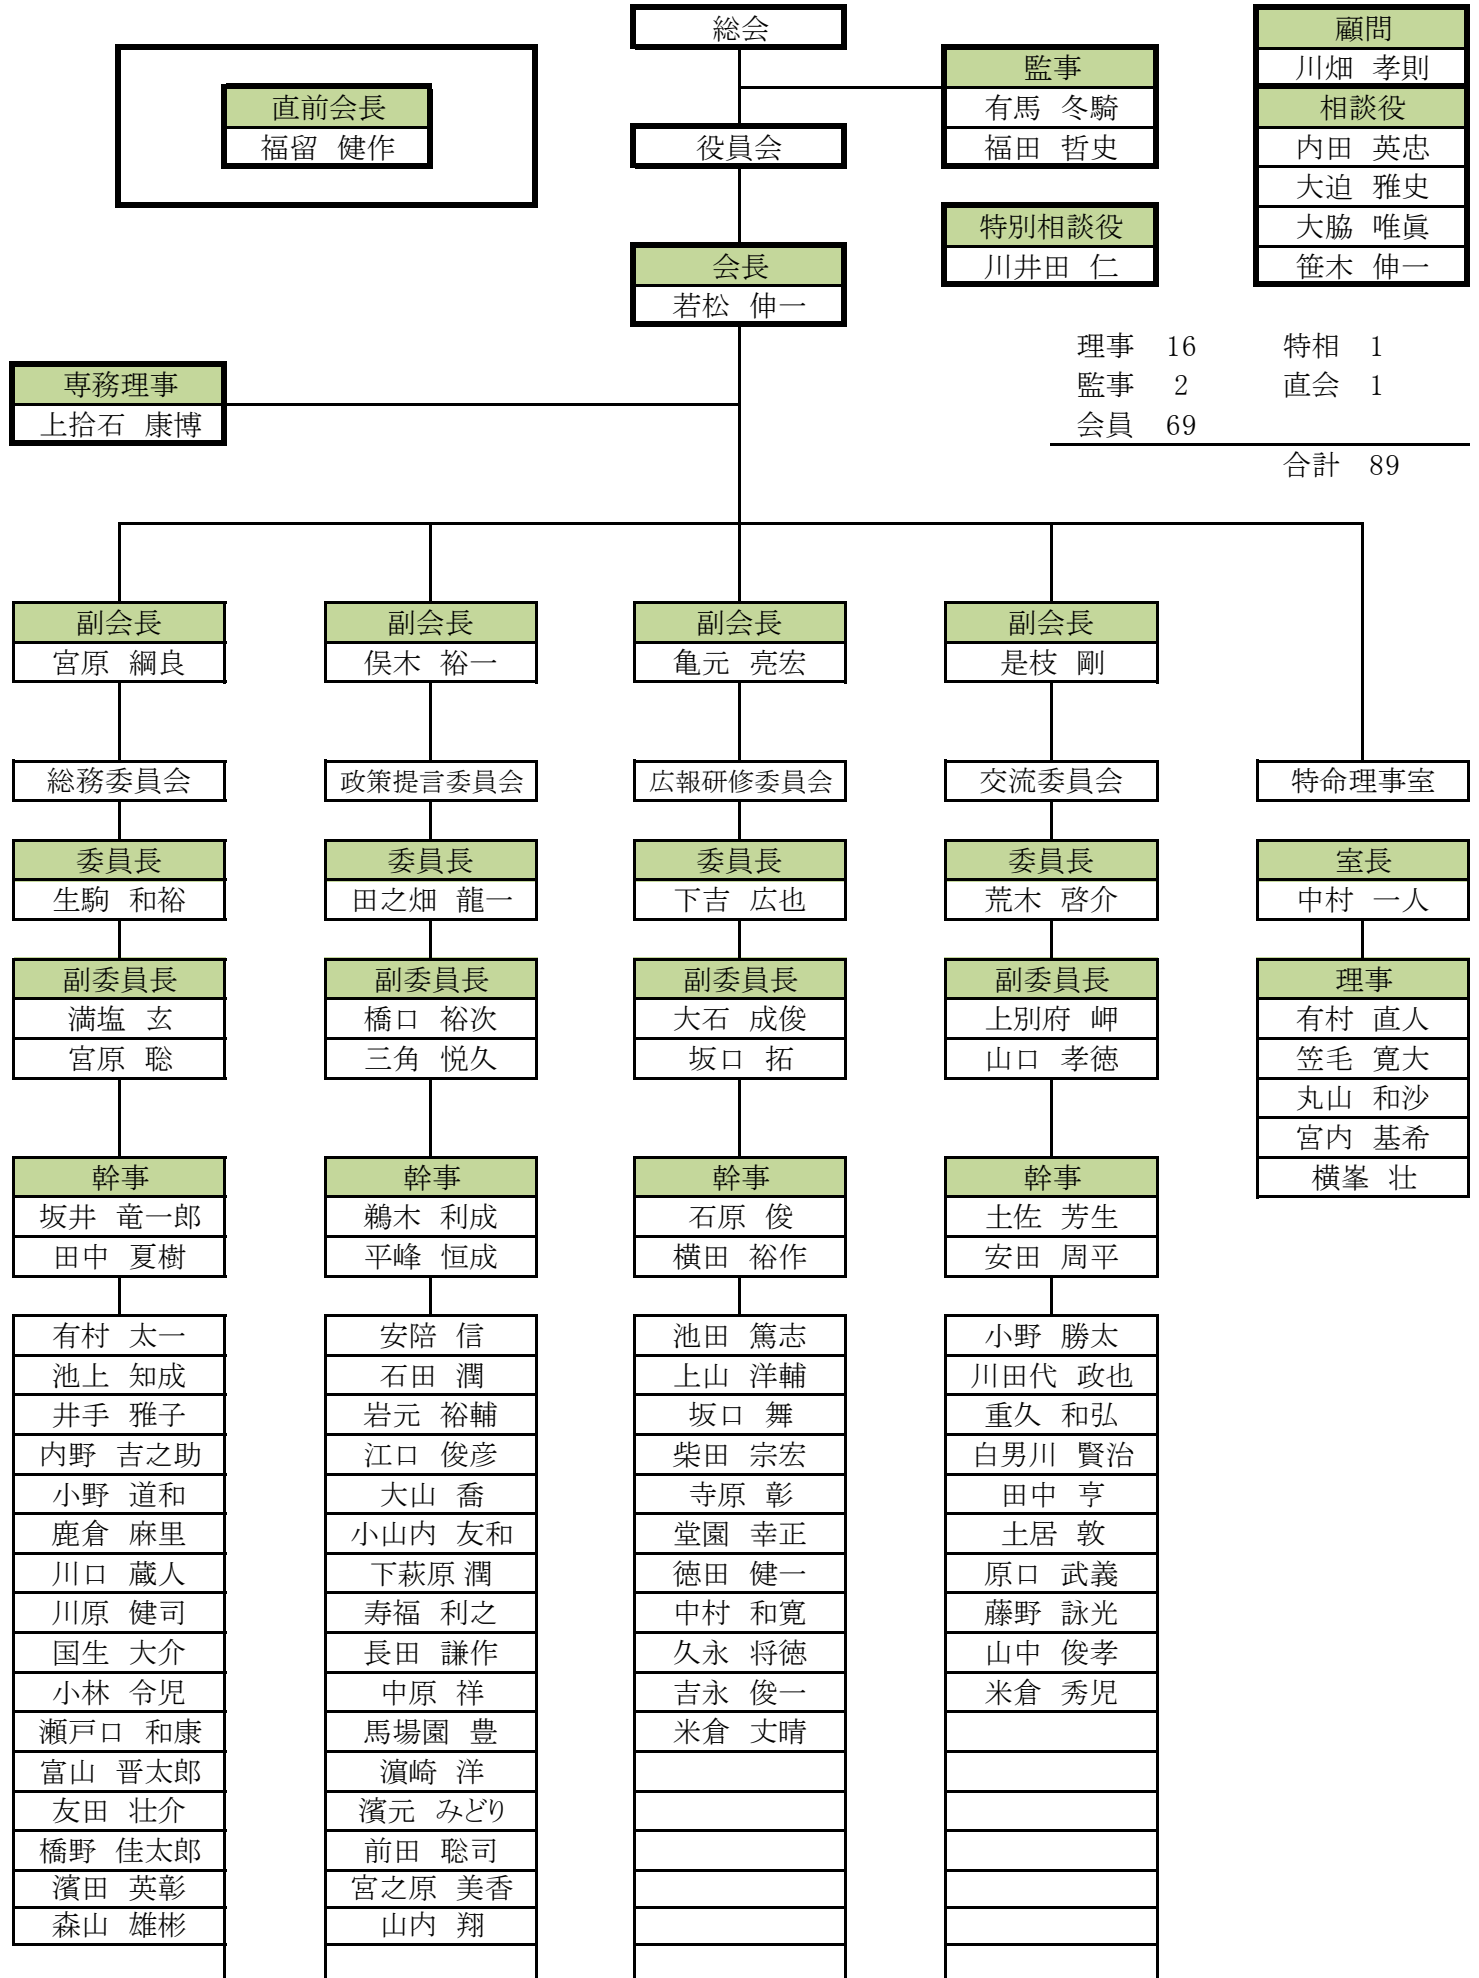 総会
直前会長
福留 健作
監事
有馬 冬騎
福田 哲史
顧問
川畑 孝則
相談役
内田 英忠
大迫 雅史
大脇 唯眞
笹木 伸一
役員会
特別相談役
川井田 仁
会長
若松 伸一
理事 16 特相 1
監事 2 直会 1
会員 69
合計 89
専務理事
上拾石 康博
副会長
宮原 綱良
総務委員会
委員長
生駒 和裕
副委員長
満塩 玄
宮原 聡
幹事
坂井 竜一郎
田中 夏樹
有村 太一
池上 知成
井手 雅子
内野 吉之助
小野 道和
鹿倉 麻里
川口 蔵人
川原 健司
国生 大介
小林 令児
瀬戸口 和康
富山 晋太郎
友田 壮介
橋野 佳太郎
濱田 英彰
森山 雄彬
副会長
俣木 裕一
政策提言委員会
委員長
田之畑 龍一
副委員長
橋口 裕次
三角 悦久
幹事
鵜木 利成
平峰 恒成
安陪 信
石田 潤
岩元 裕輔
江口 俊彦
大山 喬
小山内 友和
下萩原 潤
寿福 利之
長田 謙作
中原 祥
馬場園 豊
濵崎 洋
濱元 みどり
前田 聡司
宮之原 美香
山内 翔
副会長
亀元 亮宏
広報研修委員会
委員長
下吉 広也
副委員長
大石 成俊
坂口 拓
幹事
石原 俊
横田 裕作
池田 篤志
上山 洋輔
坂口 舞
柴田 宗宏
寺原 彰
堂園 幸正
徳田 健一
中村 和寛
久永 将徳
吉永 俊一
米倉 丈晴
副会長
是枝 剛
交流委員会
委員長
荒木 啓介
副委員長
上別府 岬
山口 孝徳
幹事
土佐 芳生
安田 周平
小野 勝太
川田代 政也
重久 和弘
白男川 賢治
田中 亨
土居 敦
原口 武義
藤野 詠光
山中 俊孝
米倉 秀児
特命理事室
室長
中村 一人
理事
有村 直人
笠毛 寛大
丸山 和沙
宮内 基希
横峯 壮